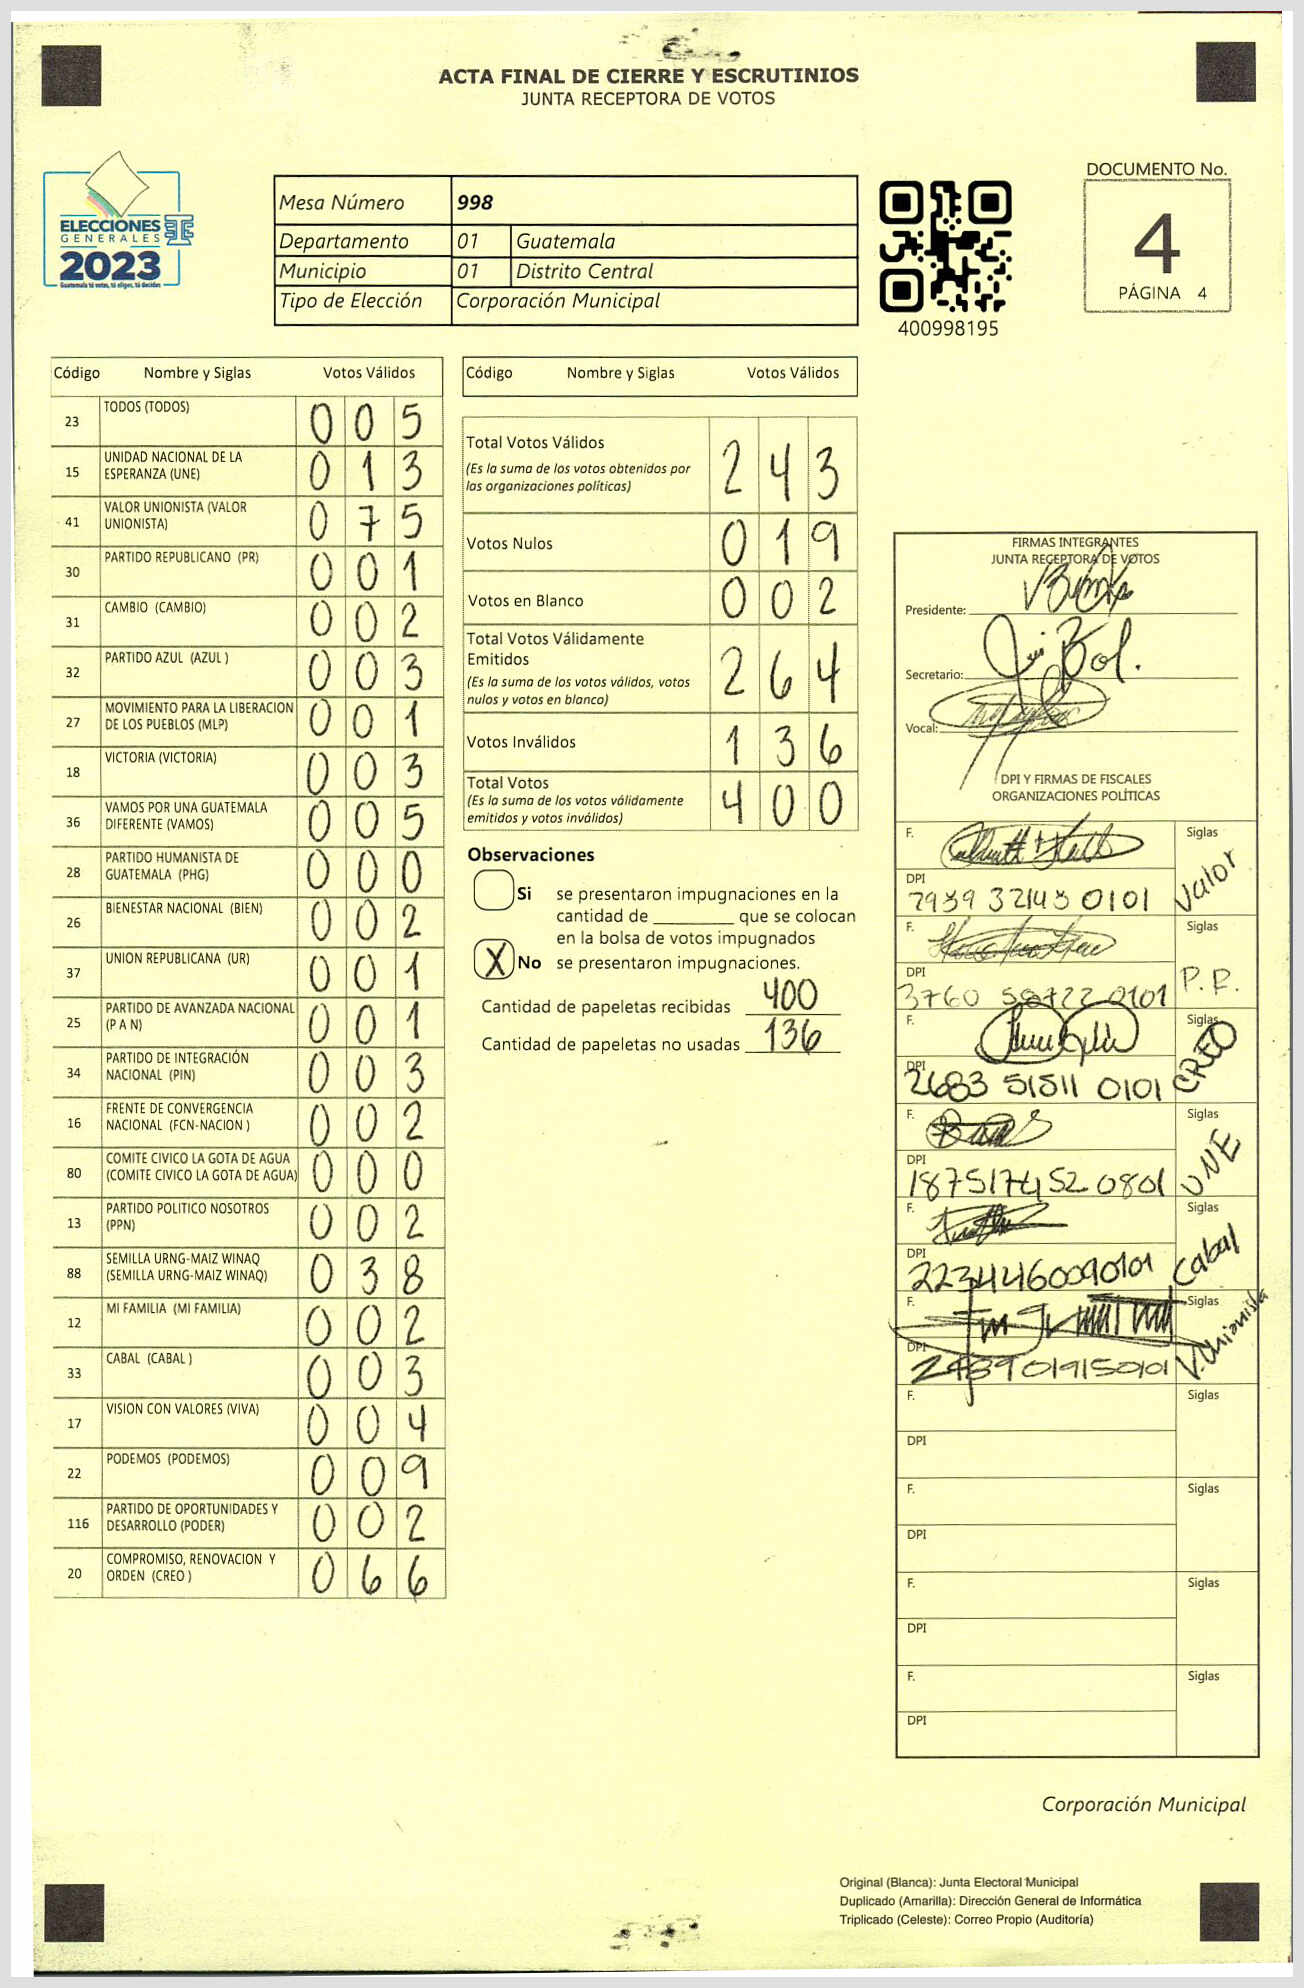 ACTA FINAL DE CIERRE Y ESCRUTINIOS
JUNTA RECEPTORA DE VOTOS
ELECCIONES
GENERALES
2023
Guatemala tú votas, tú eliges, tú decides
Mesa Número 998
Departamento 01 Guatemala
Municipio 01 Distrito Central
Tipo de Elección Corporación Municipal
400998195
DOCUMENTO No.
4
PÁGINA 4
Código Nombre y Siglas Votos Válidos
23 TODOS (TODOS) 0 0 5
15 UNIDAD NACIONAL DE LA ESPERANZA (UNE) 0 1 3
41 VALOR UNIONISTA (VALOR UNIONISTA) 0 7 5
30 PARTIDO REPUBLICANO (PR) 0 0 1
31 CAMBIO (CAMBIO) 0 0 2
32 PARTIDO AZUL (AZUL ) 0 0 3
27 MOVIMIENTO PARA LA LIBERACION DE LOS PUEBLOS (MLP) 0 0 1
18 VICTORIA (VICTORIA) 0 0 3
36 VAMOS POR UNA GUATEMALA DIFERENTE (VAMOS) 0 0 5
28 PARTIDO HUMANISTA DE GUATEMALA (PHG) 0 0 0
26 BIENESTAR NACIONAL (BIEN) 0 0 2
37 UNION REPUBLICANA (UR) 0 0 1
25 PARTIDO DE AVANZADA NACIONAL (P A N) 0 0 1
34 PARTIDO DE INTEGRACIÓN NACIONAL (PIN) 0 0 3
16 FRENTE DE CONVERGENCIA NACIONAL (FCN-NACION ) 0 0 2
80 COMITE CIVICO LA GOTA DE AGUA (COMITE CIVICO LA GOTA DE AGUA) 0 0 0
13 PARTIDO POLITICO NOSOTROS (PPN) 0 0 2
88 SEMILLA URNG-MAIZ WINAQ (SEMILLA URNG-MAIZ WINAQ) 0 3 8
12 MI FAMILIA (MI FAMILIA) 0 0 2
33 CABAL (CABAL ) 0 0 3
17 VISION CON VALORES (VIVA) 0 0 4
22 PODEMOS (PODEMOS) 0 0 9
116 PARTIDO DE OPORTUNIDADES Y DESARROLLO (PODER) 0 0 2
20 COMPROMISO, RENOVACION Y ORDEN (CREO ) 0 6 6
Código Nombre y Siglas Votos Válidos
Total Votos Válidos 2 4 3
(Es la suma de los votos obtenidos por
las organizaciones políticas)
Votos Nulos 0 1 9
Votos en Blanco 0 0 2
Total Votos Válidamente
Emitidos 2 6 4
(Es la suma de los votos válidos, votos
nulos y votos en blanco)
Votos Inválidos 1 3 6
Total Votos 4 0 0
(Es la suma de los votos válidamente
emitidos y votos inválidos)
Observaciones
Si se presentaron impugnaciones en la
cantidad de ________ que se colocan
en la bolsa de votos impugnados
X No se presentaron impugnaciones.
Cantidad de papeletas recibidas 400
Cantidad de papeletas no usadas 136
FIRMAS INTEGRANTES
JUNTA RECEPTORA DE VOTOS
Presidente:
Secretario:
Vocal:
DPI Y FIRMAS DE FISCALES
ORGANIZACIONES POLÍTICAS
F. Siglas Valor
DPI 7939 32143 0101
F. Siglas P.R.
DPI 3760 58722 0101
F. Siglas CREO
DPI 2683 51511 0101
F. Siglas UNE
DPI 1875174520801
F. Siglas Cabal
DPI 2234446009 0101
F. Siglas V. Unionista
DPI 2489019150101
F. Siglas
DPI
F. Siglas
DPI
F. Siglas
DPI
F. Siglas
DPI
Corporación Municipal
Original (Blanca): Junta Electoral Municipal
Duplicado (Amarilla): Dirección General de Informática
Triplicado (Celeste): Correo Propio (Auditoría)